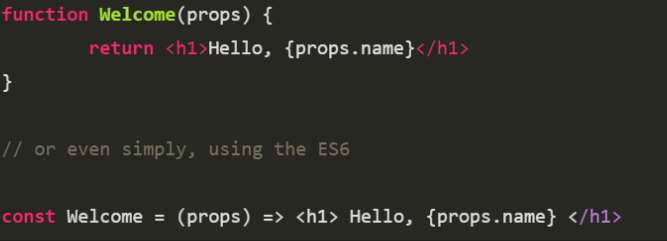 function Welcome(props) {
        return <h1>Hello, {props.name}</h1>
}
// or even simply, using the ES6
const Welcome = (props) => <h1> Hello, {props.name} </h1>